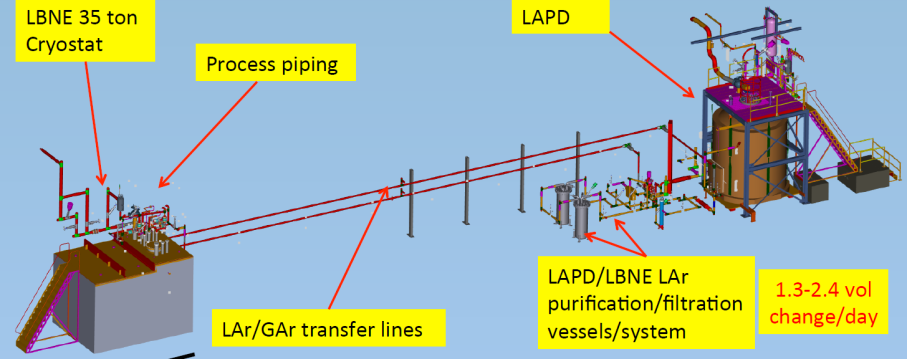 LBNE 35 ton
Cryostat
Process piping
LAPD
LAr/GAr transfer lines
LAPD/LBNE LAr
purification/filtration
vessels/system
1.3-2.4 vol
change/day